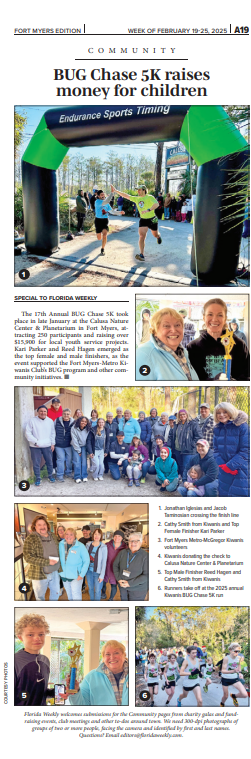 FORT MYERS EDITION
WEEK OF FEBRUARY 19-25, 2025
A19
COMMUNITY
BUG Chase 5K raises
money for children
Endurance Sports Timing
1
SPECIAL TO FLORIDA WEEKLY
The 17th Annual BUG Chase 5K took
place in late January at the Calusa Nature
Center & Planetarium in Fort Myers, at-
tracting 250 participants and raising over
$15,900 for local youth service projects.
Kari Parker and Reed Hagen emerged as
the top female and male finishers, as the
event supported the Fort Myers-Metro Ki-
wanis Club's BUG program and other com-
munity initiatives.
2
3
4
1. Jonathan Iglesias and Jacob
Taminosian crossing the finish line
2. Cathy Smith from Kiwanis and Top
Female Finisher Kari Parker
3. Fort Myers Metro-McGregor Kiwanis
volunteers
4. Kiwanis donating the check to
Calusa Nature Center & Planetarium
5. Top Male Finisher Reed Hagen and
Cathy Smith from Kiwanis
6. Runners take off at the 2025 annual
Kiwanis BUG Chase 5K run
COURTESY PHOTOS
5
6
Florida Weekly welcomes submissions for the Community pages from charity galas and fund-
raising events, club meetings and other to-dos around town. We need 300-dpi photographs of
groups of two or more people, facing the camera and identified by first and last names.
Questions? Email editors@floridaweekly.com.